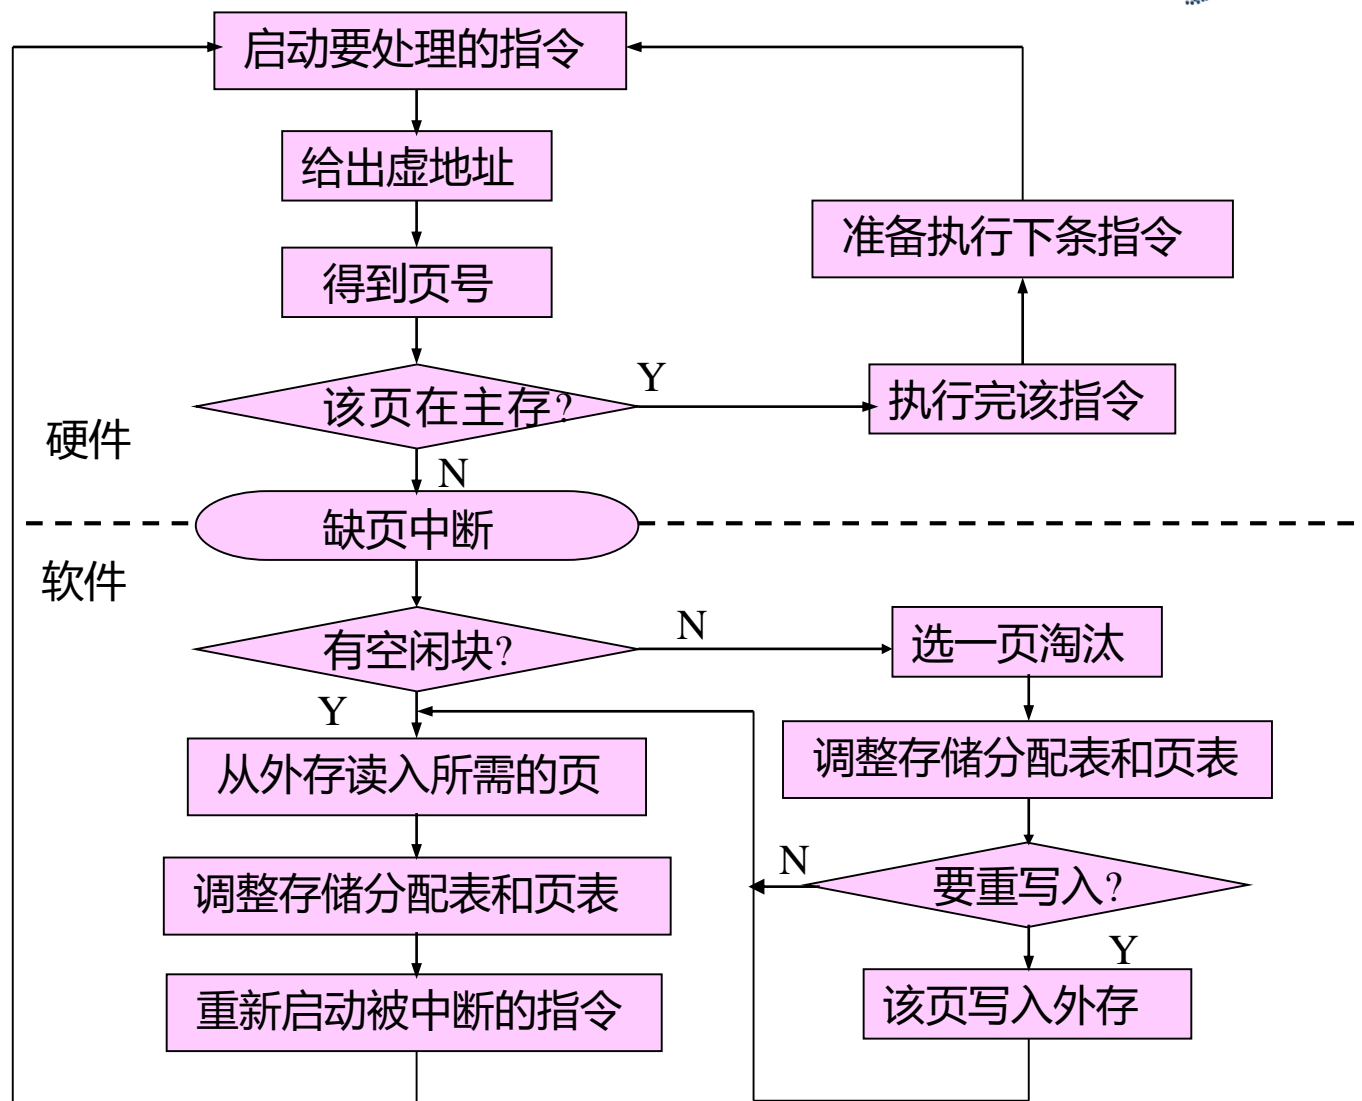 启动要处理的指令
给出虚地址
准备执行下条指令
得到页号
Y
该页在主存?
执行完该指令
硬件
N
缺页中断
软件
有空闲块?
N
选一页淘汰
Y
从外存读入所需的页
调整存储分配表和页表
N
要重写入?
调整存储分配表和页表
Y
重新启动被中断的指令
该页写入外存